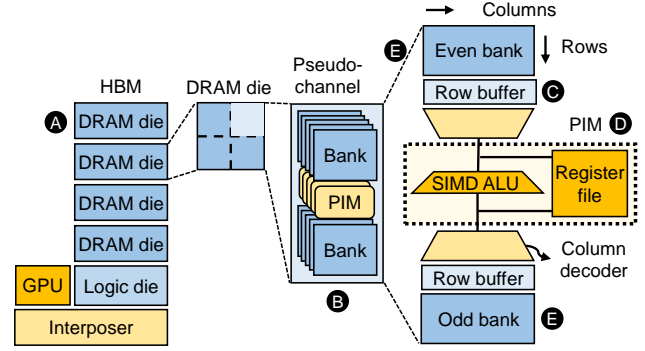 Columns
E
Even bank
Rows
HBM
DRAM die
Pseudo-
channel
A
DRAM die
Row buffer
C
DRAM die
Bank
PIM
D
SIMD ALU
Register
file
DRAM die
PIM
DRAM die
Bank
Column
decoder
GPU
Logic die
B
Row buffer
Interposer
Odd bank
E